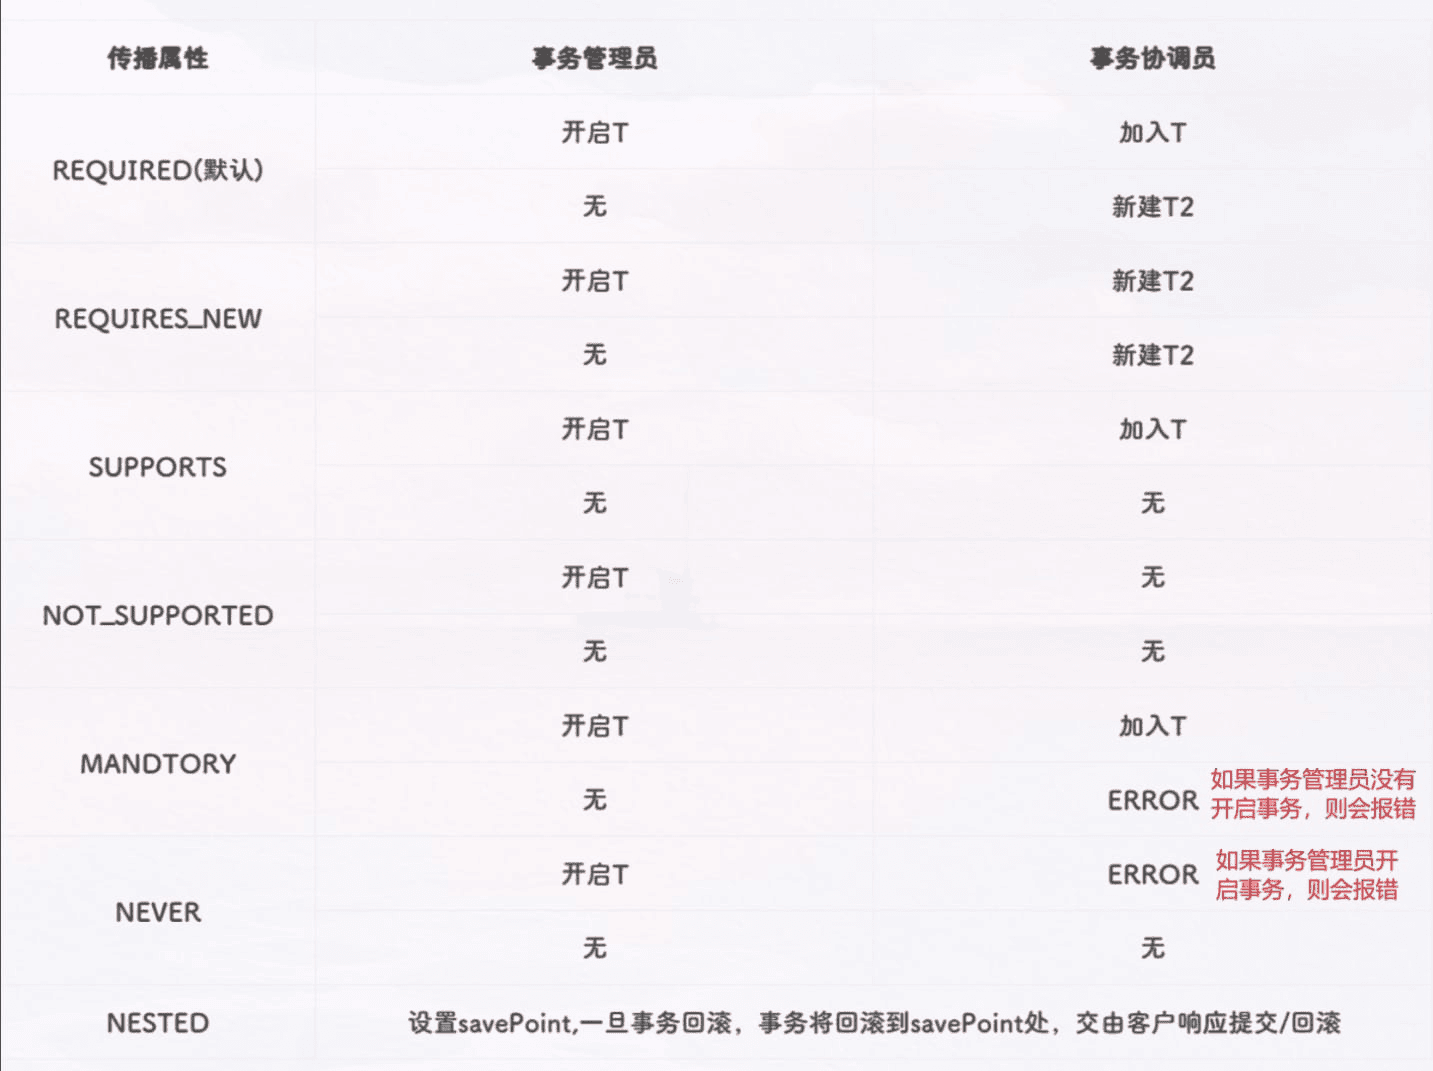 传播属性 事务管理员 事务协调员
REQUIRED(默认) 开启T 加入T
无 新建T2
REQUIRES_NEW 开启T 新建T2
无 新建T2
SUPPORTS 开启T 加入T
无 无
NOT_SUPPORTED 开启T 无
无 无
MANDTORY 开启T 加入T
无 ERROR 如果事务管理员没有
开启事务，则会报错
NEVER 开启T ERROR 如果事务管理员开
启事务，则会报错
无 无
NESTED 设置savePoint,一旦事务回滚，事务将回滚到savePoint处，交由客户响应提交/回滚